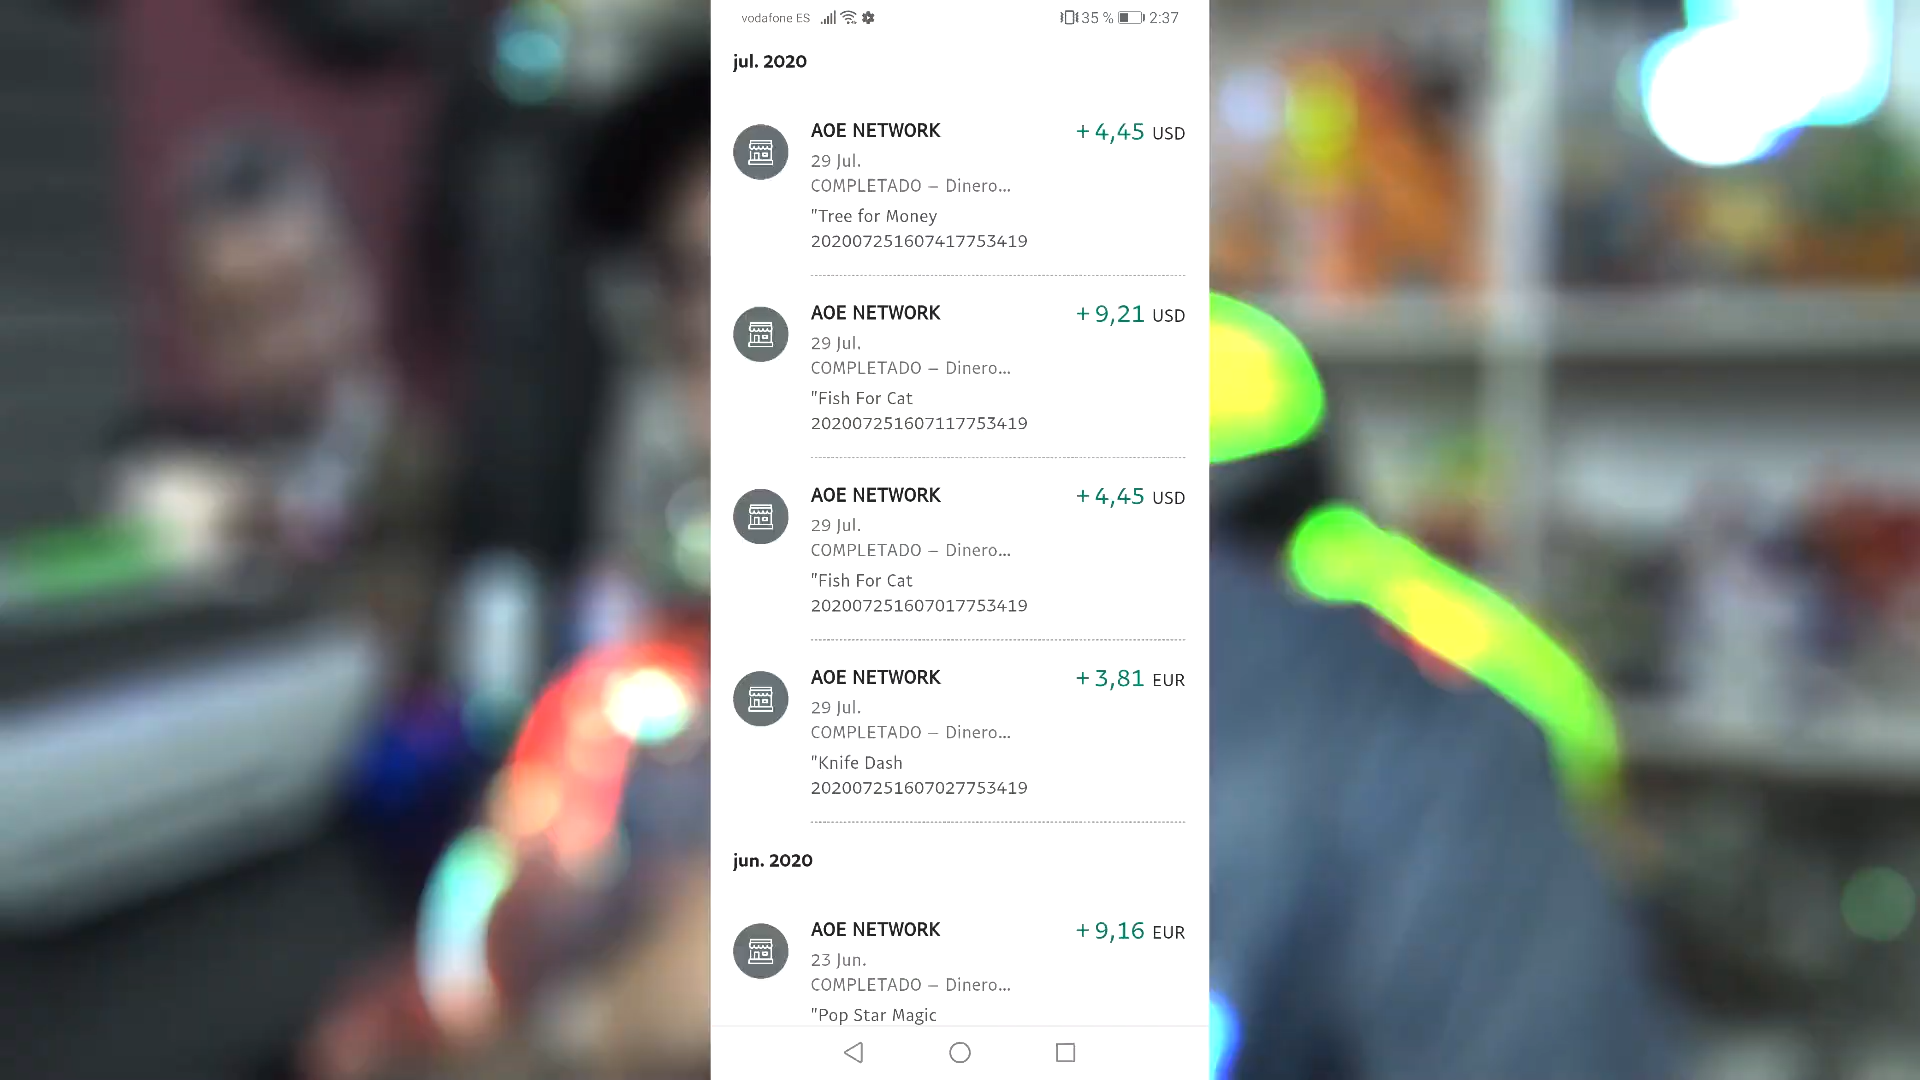 vodafone ES 35 % 2:37
jul. 2020
AOE NETWORK +4,45 USD
29 Jul.
COMPLETADO – Dinero...
"Tree for Money
202007251607417753419
AOE NETWORK +9,21 USD
29 Jul.
COMPLETADO – Dinero...
"Fish For Cat
202007251607117753419
AOE NETWORK +4,45 USD
29 Jul.
COMPLETADO – Dinero...
"Fish For Cat
202007251607017753419
AOE NETWORK +3,81 EUR
29 Jul.
COMPLETADO – Dinero...
"Knife Dash
202007251607027753419
jun. 2020
AOE NETWORK +9,16 EUR
23 Jun.
COMPLETADO – Dinero...
"Pop Star Magic